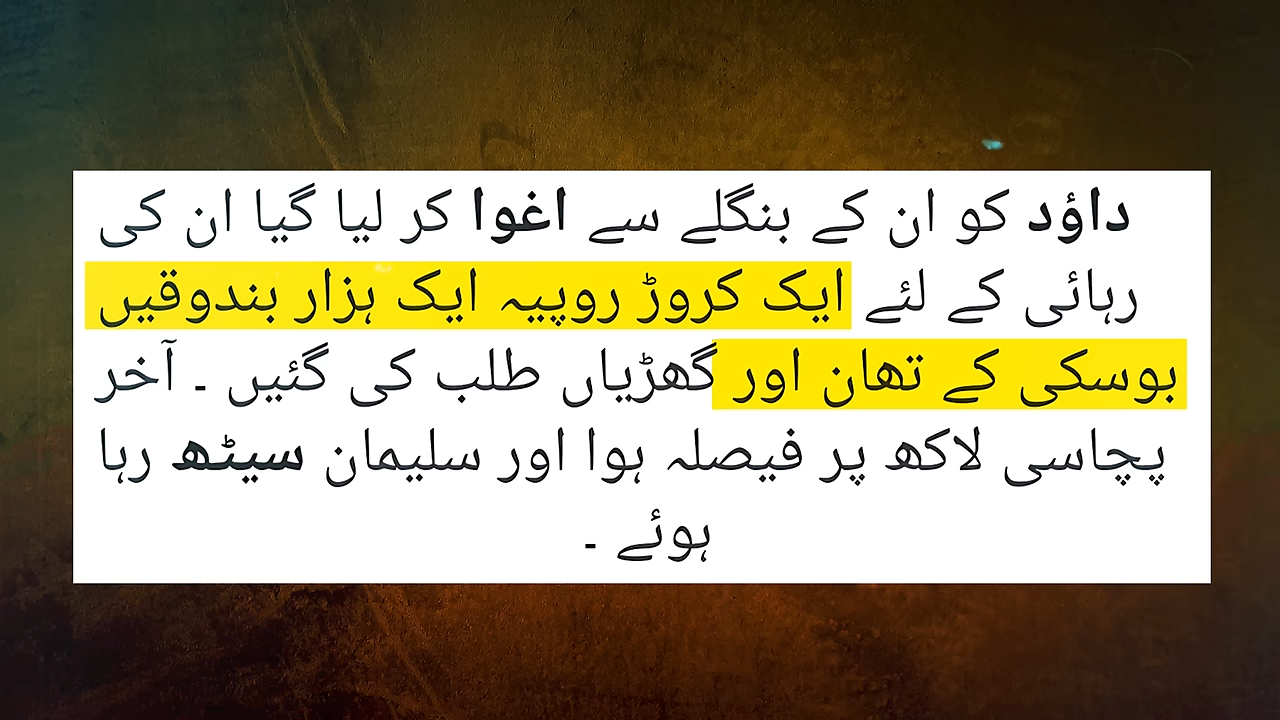 داؤد کو ان کے بنگلے سے اغوا کر لیا گیا ان کی
رہائی کے لئے ایک کروڑ روپیہ ایک ہزار بندوقیں
بوسکی کے تھان اور گھڑیاں طلب کی گئیں ۔ آخر
پچاسی لاکھ پر فیصلہ ہوا اور سلیمان سیٹھ رہا
ہوئے ۔